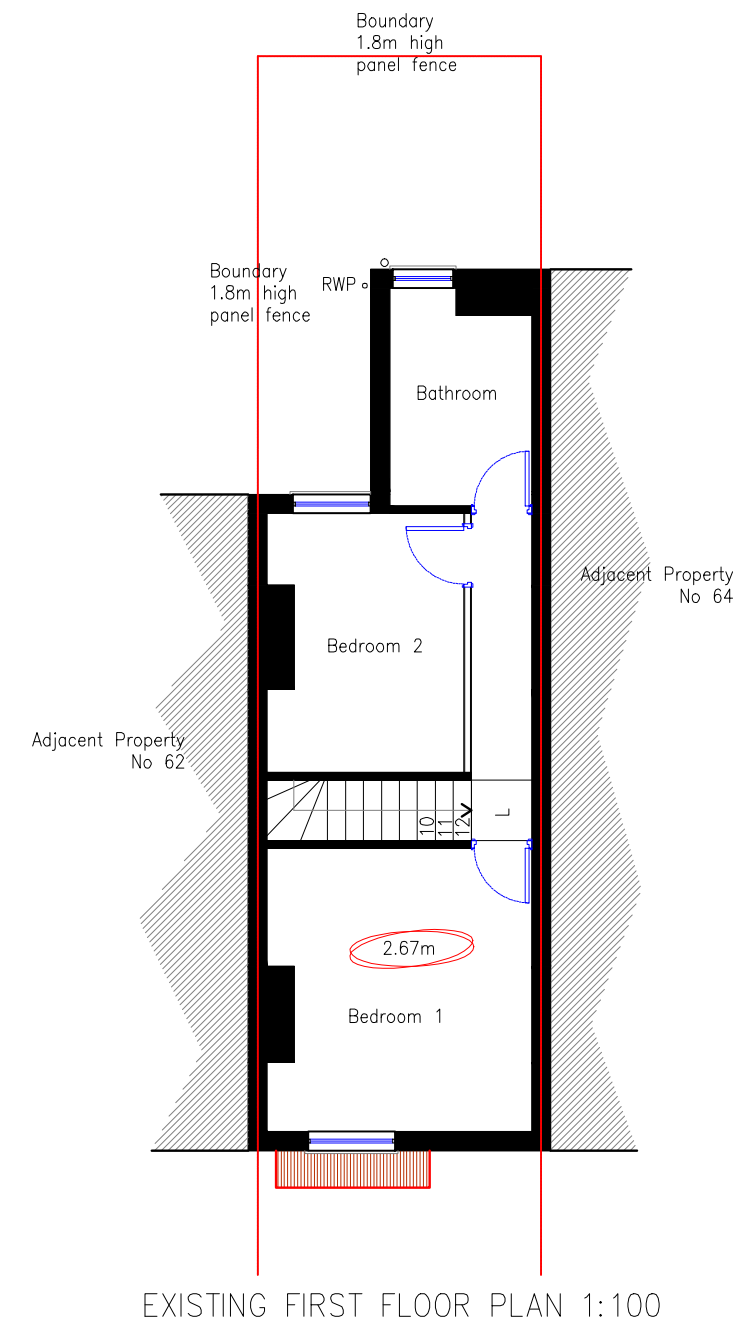 Boundary
1.8m high
panel fence
Boundary
1.8m high
panel fence
RWP
Bathroom
Adjacent Property
No 64
Bedroom 2
Adjacent Property
No 62
10
11
12
L
2.67m
Bedroom 1
EXISTING FIRST FLOOR PLAN 1:100